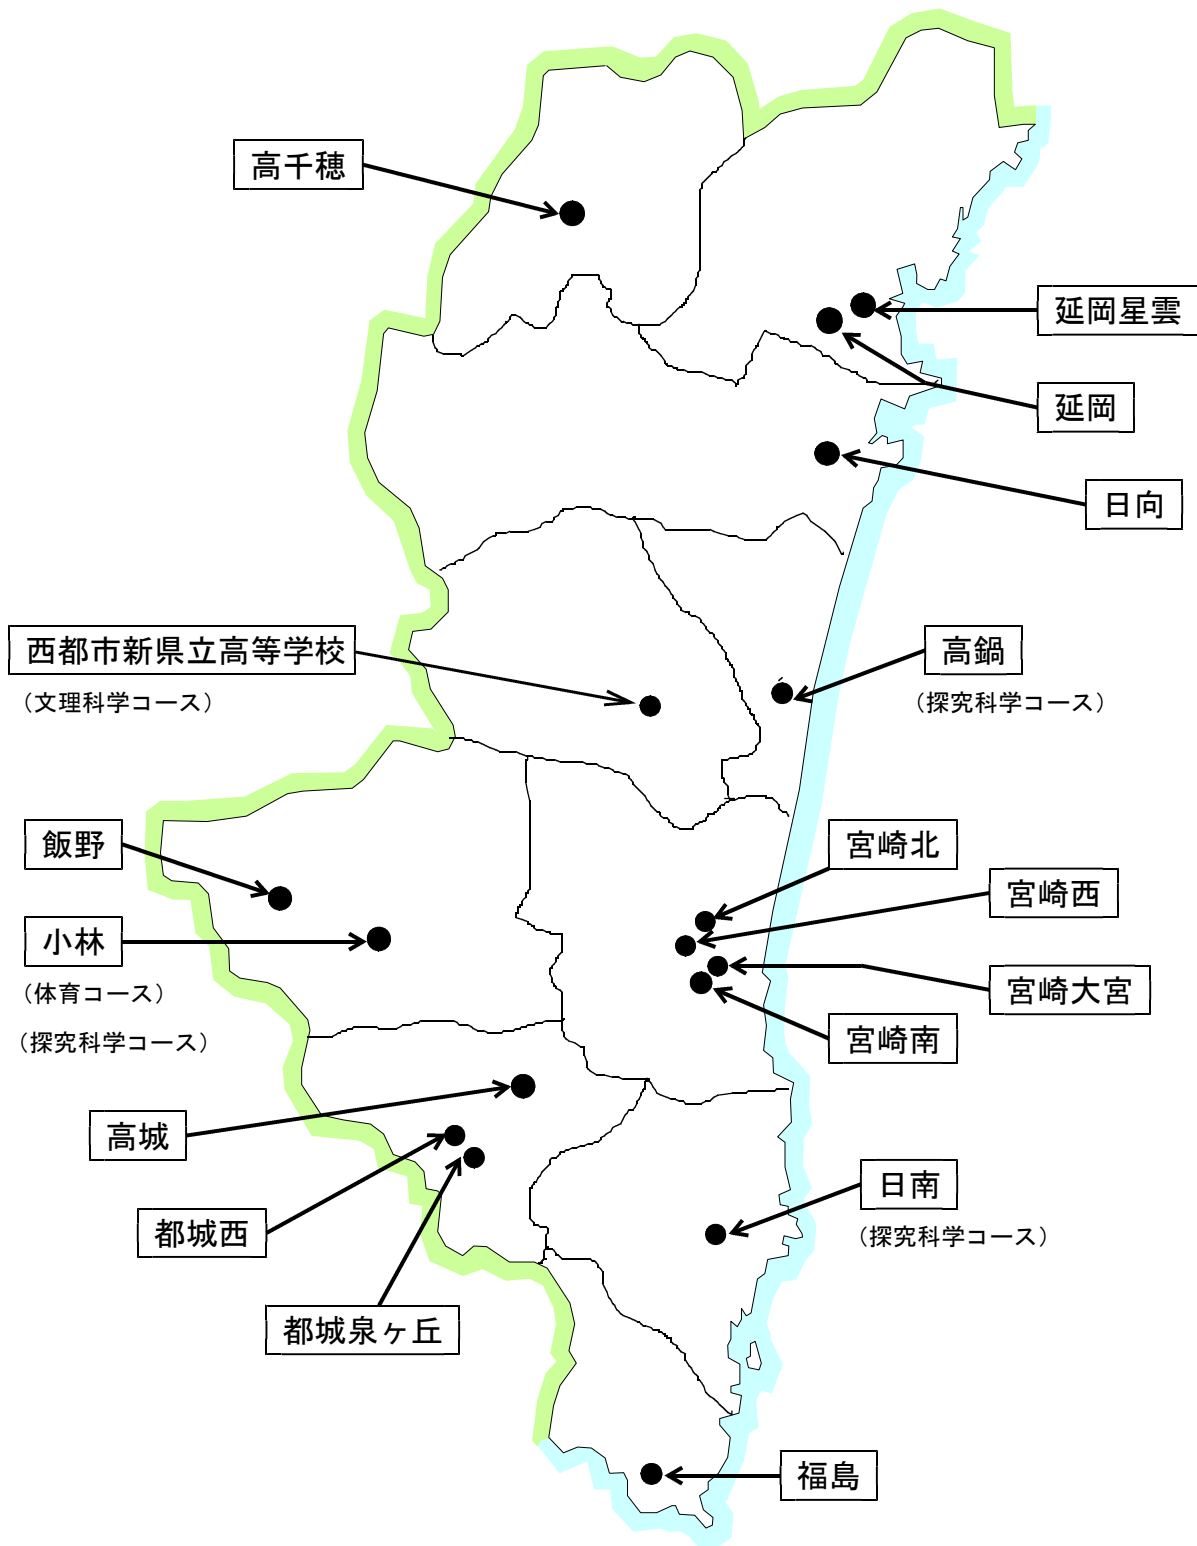 高千穂
延岡星雲
延岡
日向
西都市新県立高等学校
（文理科学コース）
高鍋
（探究科学コース）
飯野
宮崎北
宮崎西
小林
（体育コース）
（探究科学コース）
宮崎大宮
宮崎南
高城
日南
（探究科学コース）
都城西
都城泉ヶ丘
福島